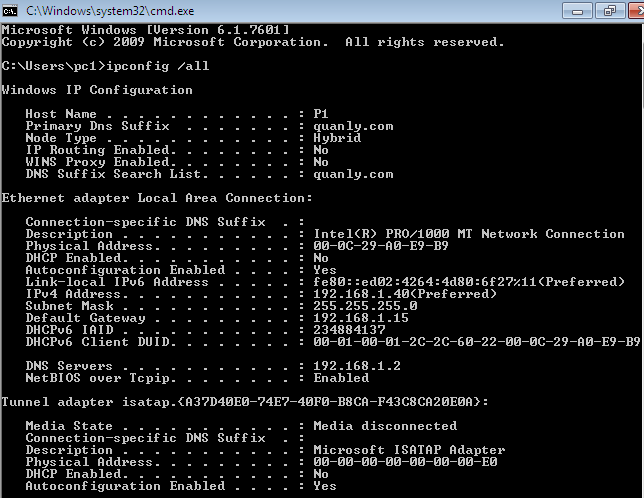 C:\Windows\system32\cmd.exe
Microsoft Windows [Version 6.1.7601]
Copyright (c) 2009 Microsoft Corporation.  All rights reserved.
C:\Users\pc1>ipconfig /all
Windows IP Configuration
   Host Name . . . . . . . . . . . . : P1
   Primary Dns Suffix  . . . . . . . : quanly.com
   Node Type . . . . . . . . . . . . : Hybrid
   IP Routing Enabled. . . . . . . . : No
   WINS Proxy Enabled. . . . . . . . : No
   DNS Suffix Search List. . . . . . : quanly.com
Ethernet adapter Local Area Connection:
   Connection-specific DNS Suffix  . :
   Description . . . . . . . . . . . : Intel(R) PRO/1000 MT Network Connection
   Physical Address. . . . . . . . . : 00-0C-29-A0-E9-B9
   DHCP Enabled. . . . . . . . . . . : No
   Autoconfiguration Enabled . . . . : Yes
   Link-local IPv6 Address . . . . . : fe80::ed02:4264:4d80:6f27%11(Preferred)
   IPv4 Address. . . . . . . . . . . : 192.168.1.40(Preferred)
   Subnet Mask . . . . . . . . . . . : 255.255.255.0
   Default Gateway . . . . . . . . . : 192.168.1.15
   DHCPv6 IAID . . . . . . . . . . . : 234884137
   DHCPv6 Client DUID. . . . . . . . : 00-01-00-01-2C-2C-60-22-00-0C-29-A0-E9-B9
   DNS Servers . . . . . . . . . . . : 192.168.1.2
   NetBIOS over Tcpip. . . . . . . . : Enabled
Tunnel adapter isatap.{A37D40E0-74E7-40F0-B8CA-F43C8CA20E0A}:
   Media State . . . . . . . . . . . : Media disconnected
   Connection-specific DNS Suffix  . :
   Description . . . . . . . . . . . : Microsoft ISATAP Adapter
   Physical Address. . . . . . . . . : 00-00-00-00-00-00-00-E0
   DHCP Enabled. . . . . . . . . . . : No
   Autoconfiguration Enabled . . . . : Yes